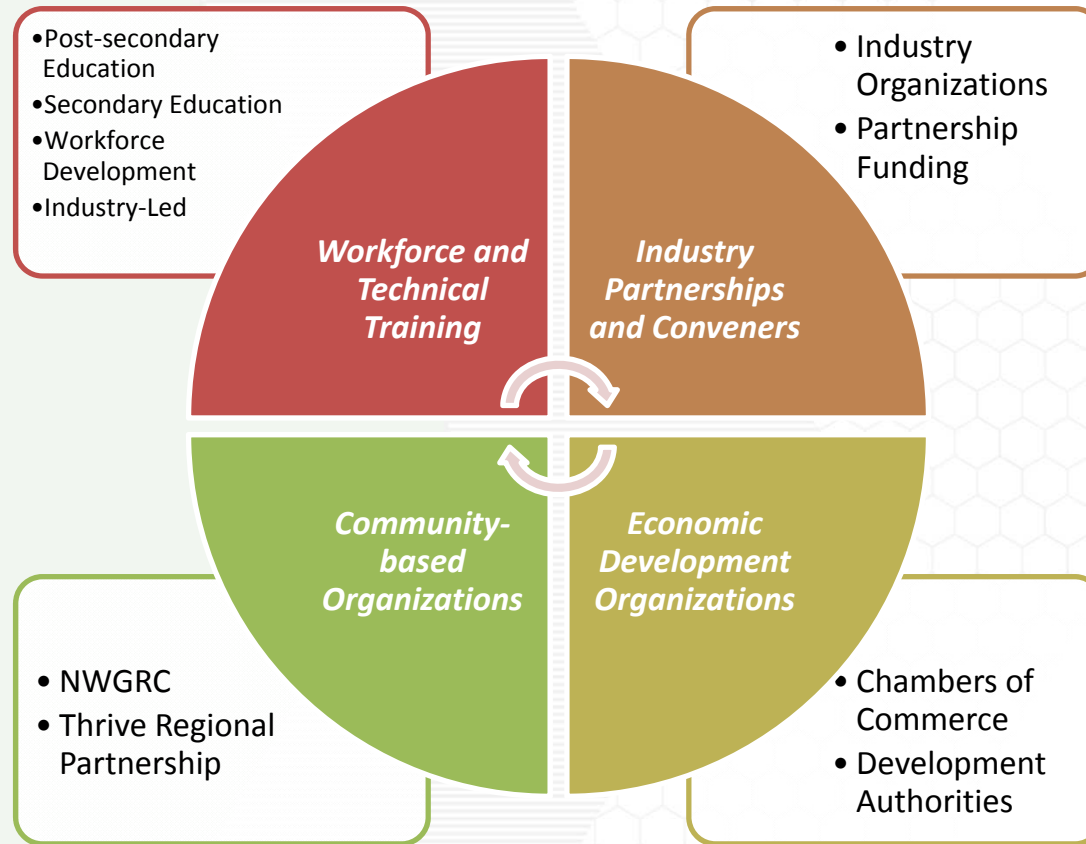 •Post-secondary
Education
•Secondary Education
•Workforce
Development
•Industry-Led
• Industry
Organizations
• Partnership
Funding
Workforce and
Technical
Training
Industry
Partnerships
and Conveners
Community-
based
Organizations
Economic
Development
Organizations
• NWGRC
• Thrive Regional
Partnership
• Chambers of
Commerce
• Development
Authorities